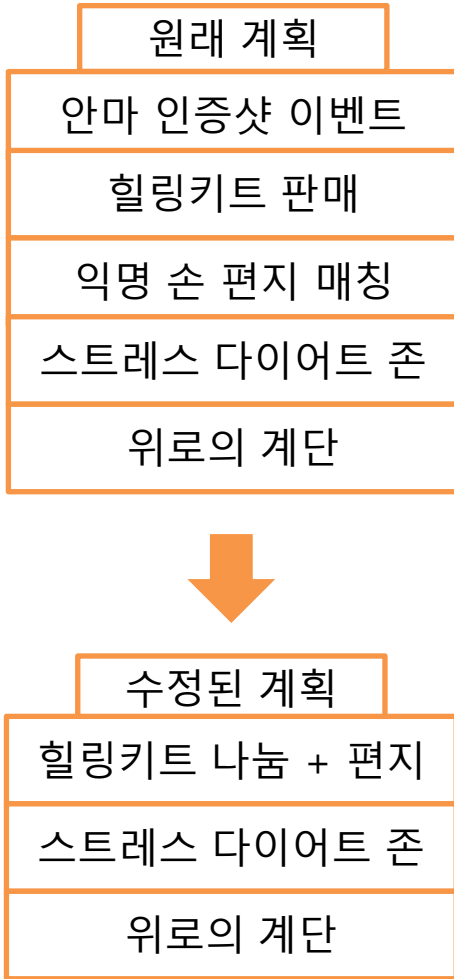 원래 계획
안마 인증샷 이벤트
힐링키트 판매
익명 손 편지 매칭
스트레스 다이어트 존
위로의 계단
수정된 계획
힐링키트 나눔 + 편지
스트레스 다이어트 존
위로의 계단